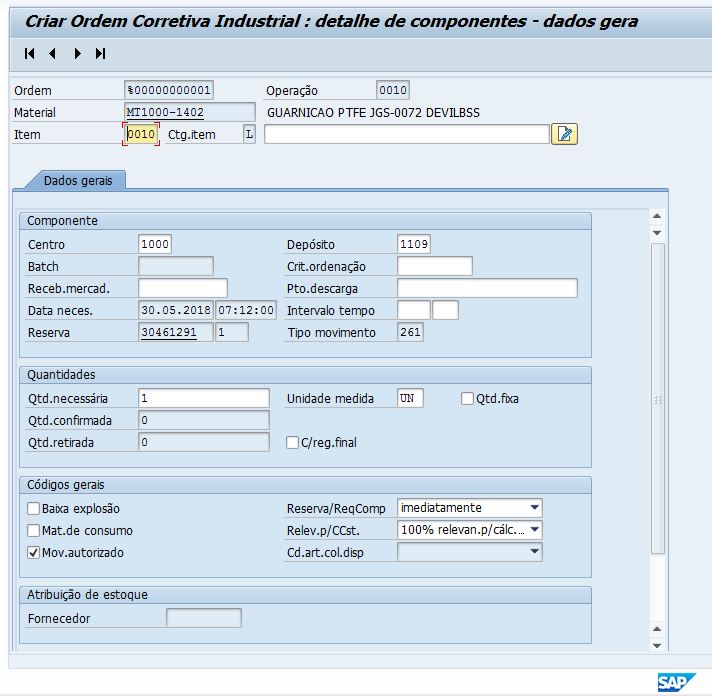 Criar Ordem Corretiva Industrial : detalhe de componentes - dados gera
Ordem %00000000001 Operação 0010
Material MT1000-1402 GUARNICAO PTFE JGS-0072 DEVILBSS
Item 0010 Ctg.item L
Dados gerais
Componente
Centro 1000 Depósito 1109
Batch Crit.ordenação
Receb.mercad. Pto.descarga
Data neces. 30.05.2018 07:12:00 Intervalo tempo
Reserva 30461291 1 Tipo movimento 261
Quantidades
Qtd.necessária 1 Unidade medida UN Qtd.fixa
Qtd.confirmada 0
Qtd.retirada 0 C/reg.final
Códigos gerais
Baixa explosão Reserva/ReqComp imediatamente
Mat.de consumo Relev.p/CCst. 100% relevan.p/cálc....
Mov.autorizado Cd.art.col.disp
Atribuição de estoque
Fornecedor
SAP